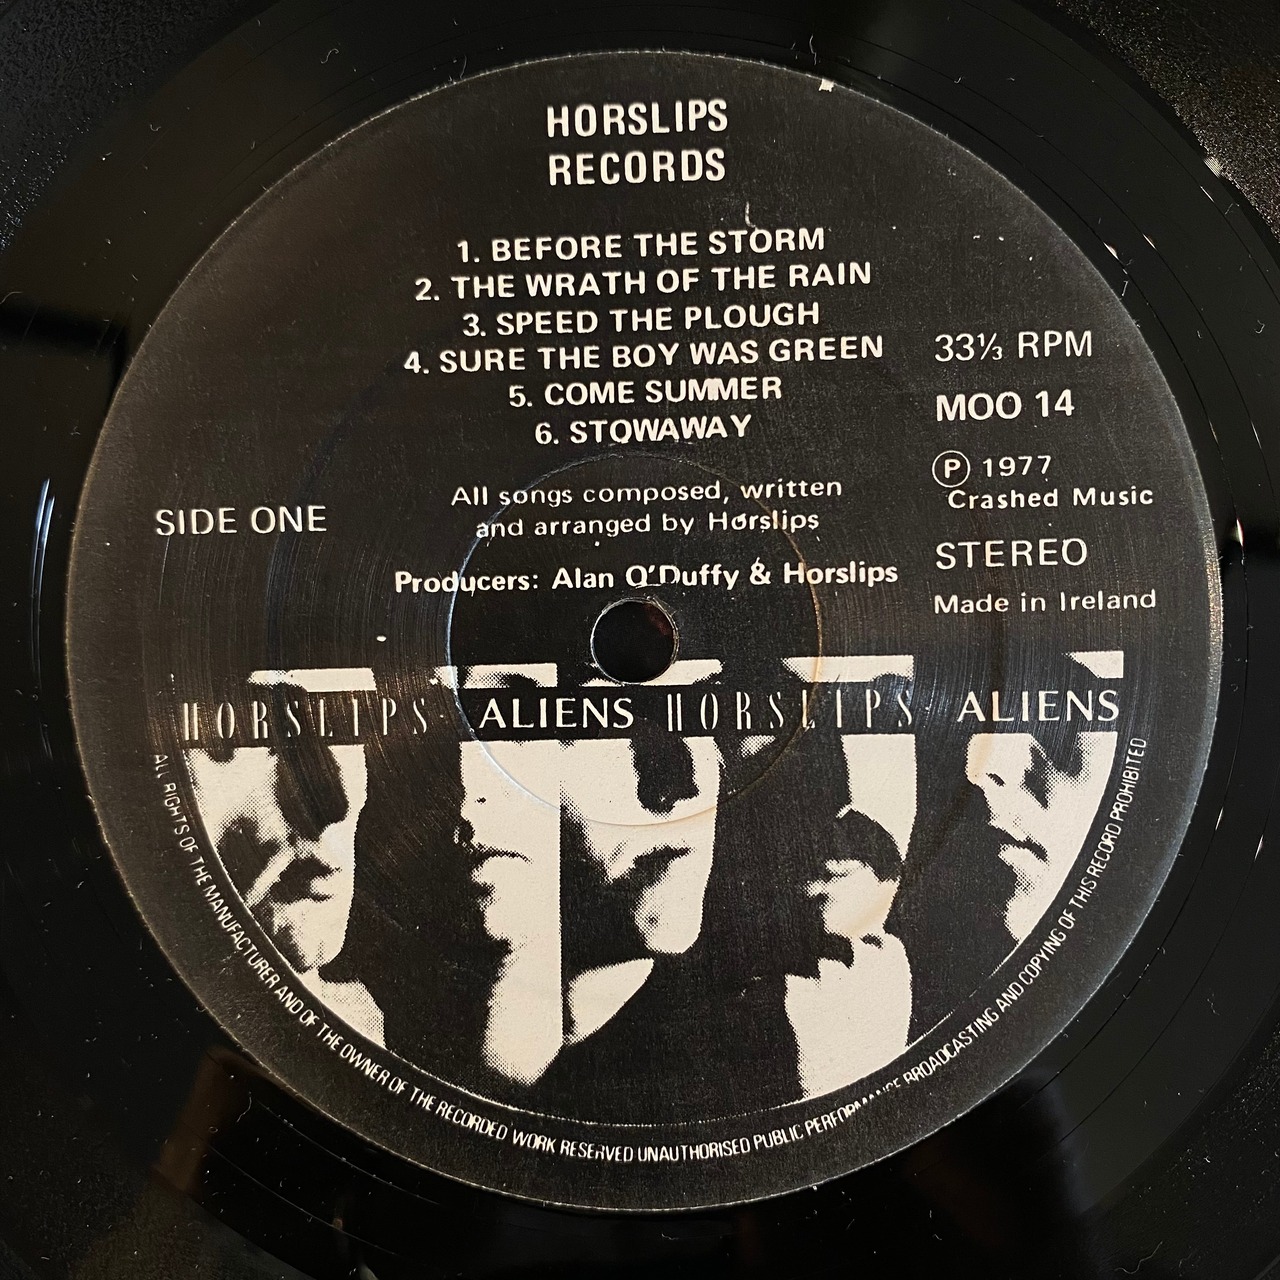 HORSLIPS
RECORDS
1. BEFORE THE STORM
2. THE WRATH OF THE RAIN
3. SPEED THE PLOUGH
4. SURE THE BOY WAS GREEN
5. COME SUMMER
6. STOWAWAY
33⅓ RPM
MOO 14
Ⓟ 1977
Crashed Music
STEREO
Made in Ireland
SIDE ONE
All songs composed, written
and arranged by Horslips
Producers: Alan O'Duffy & Horslips
HORSLIPS ALIENS HORSLIPS ALIENS
ALL RIGHTS OF THE MANUFACTURER AND OF THE OWNER OF THE RECORDED WORK RESERVED UNAUTHORISED PUBLIC PERFORMANCE BROADCASTING AND COPYING OF THIS RECORD PROHIBITED